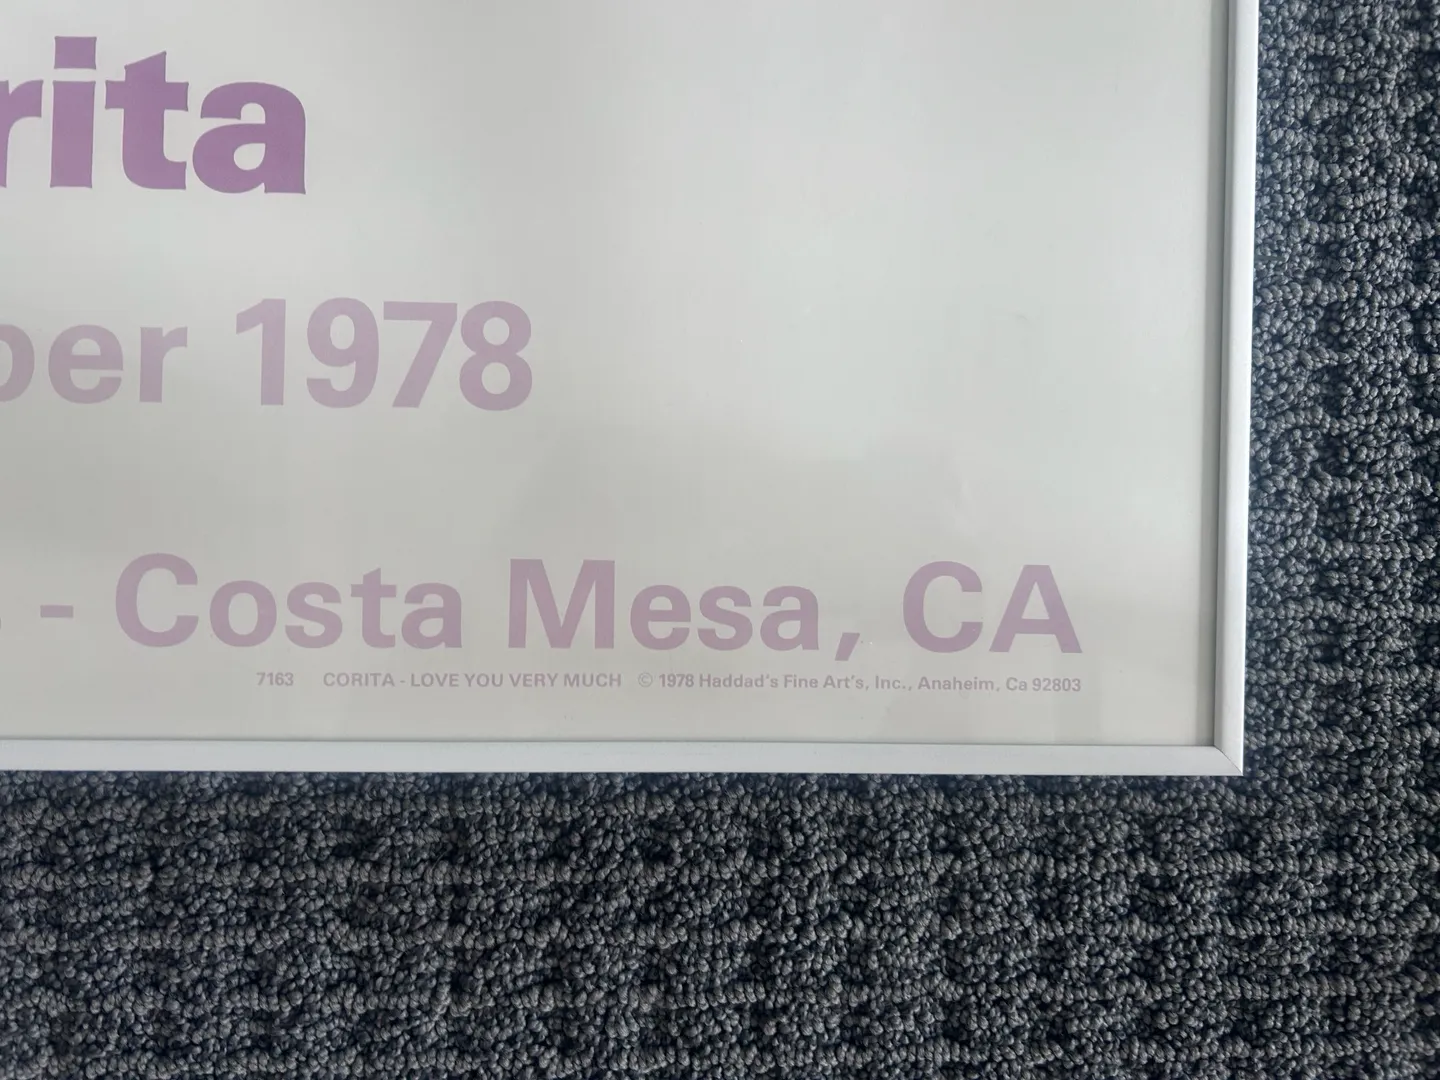 rita
ber 1978
- Costa Mesa, CA
7163 CORITA - LOVE YOU VERY MUCH © 1978 Haddad's Fine Art's, Inc., Anaheim, Ca 92803